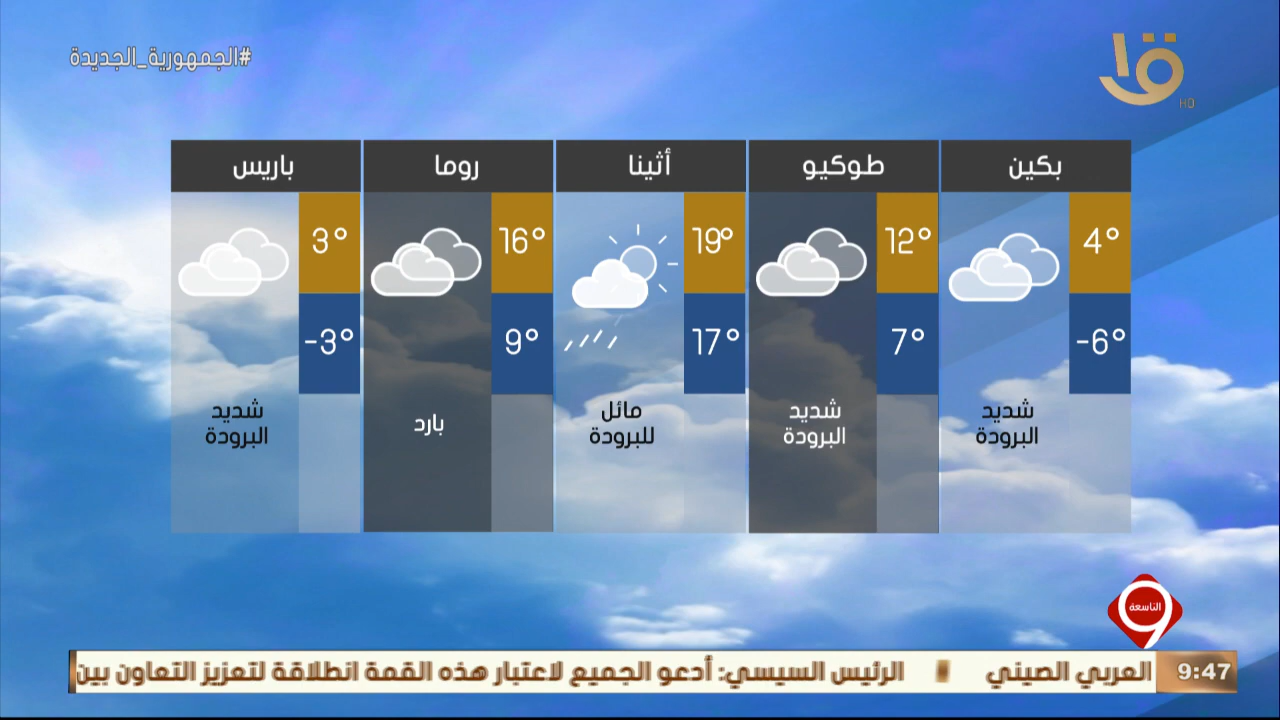 #الجمهورية_الجديدة
HD
بكين
4°
-6°
شديد
البرودة
طوكيو
12°
7°
شديد
البرودة
أثينا
19°
17°
مائل
للبرودة
روما
16°
9°
بارد
باريس
3°
-3°
شديد
البرودة
التاسعة
9
9:47
العربي الصيني الرئيس السيسي: أدعو الجميع لاعتبار هذه القمة انطلاقة لتعزيز التعاون بين